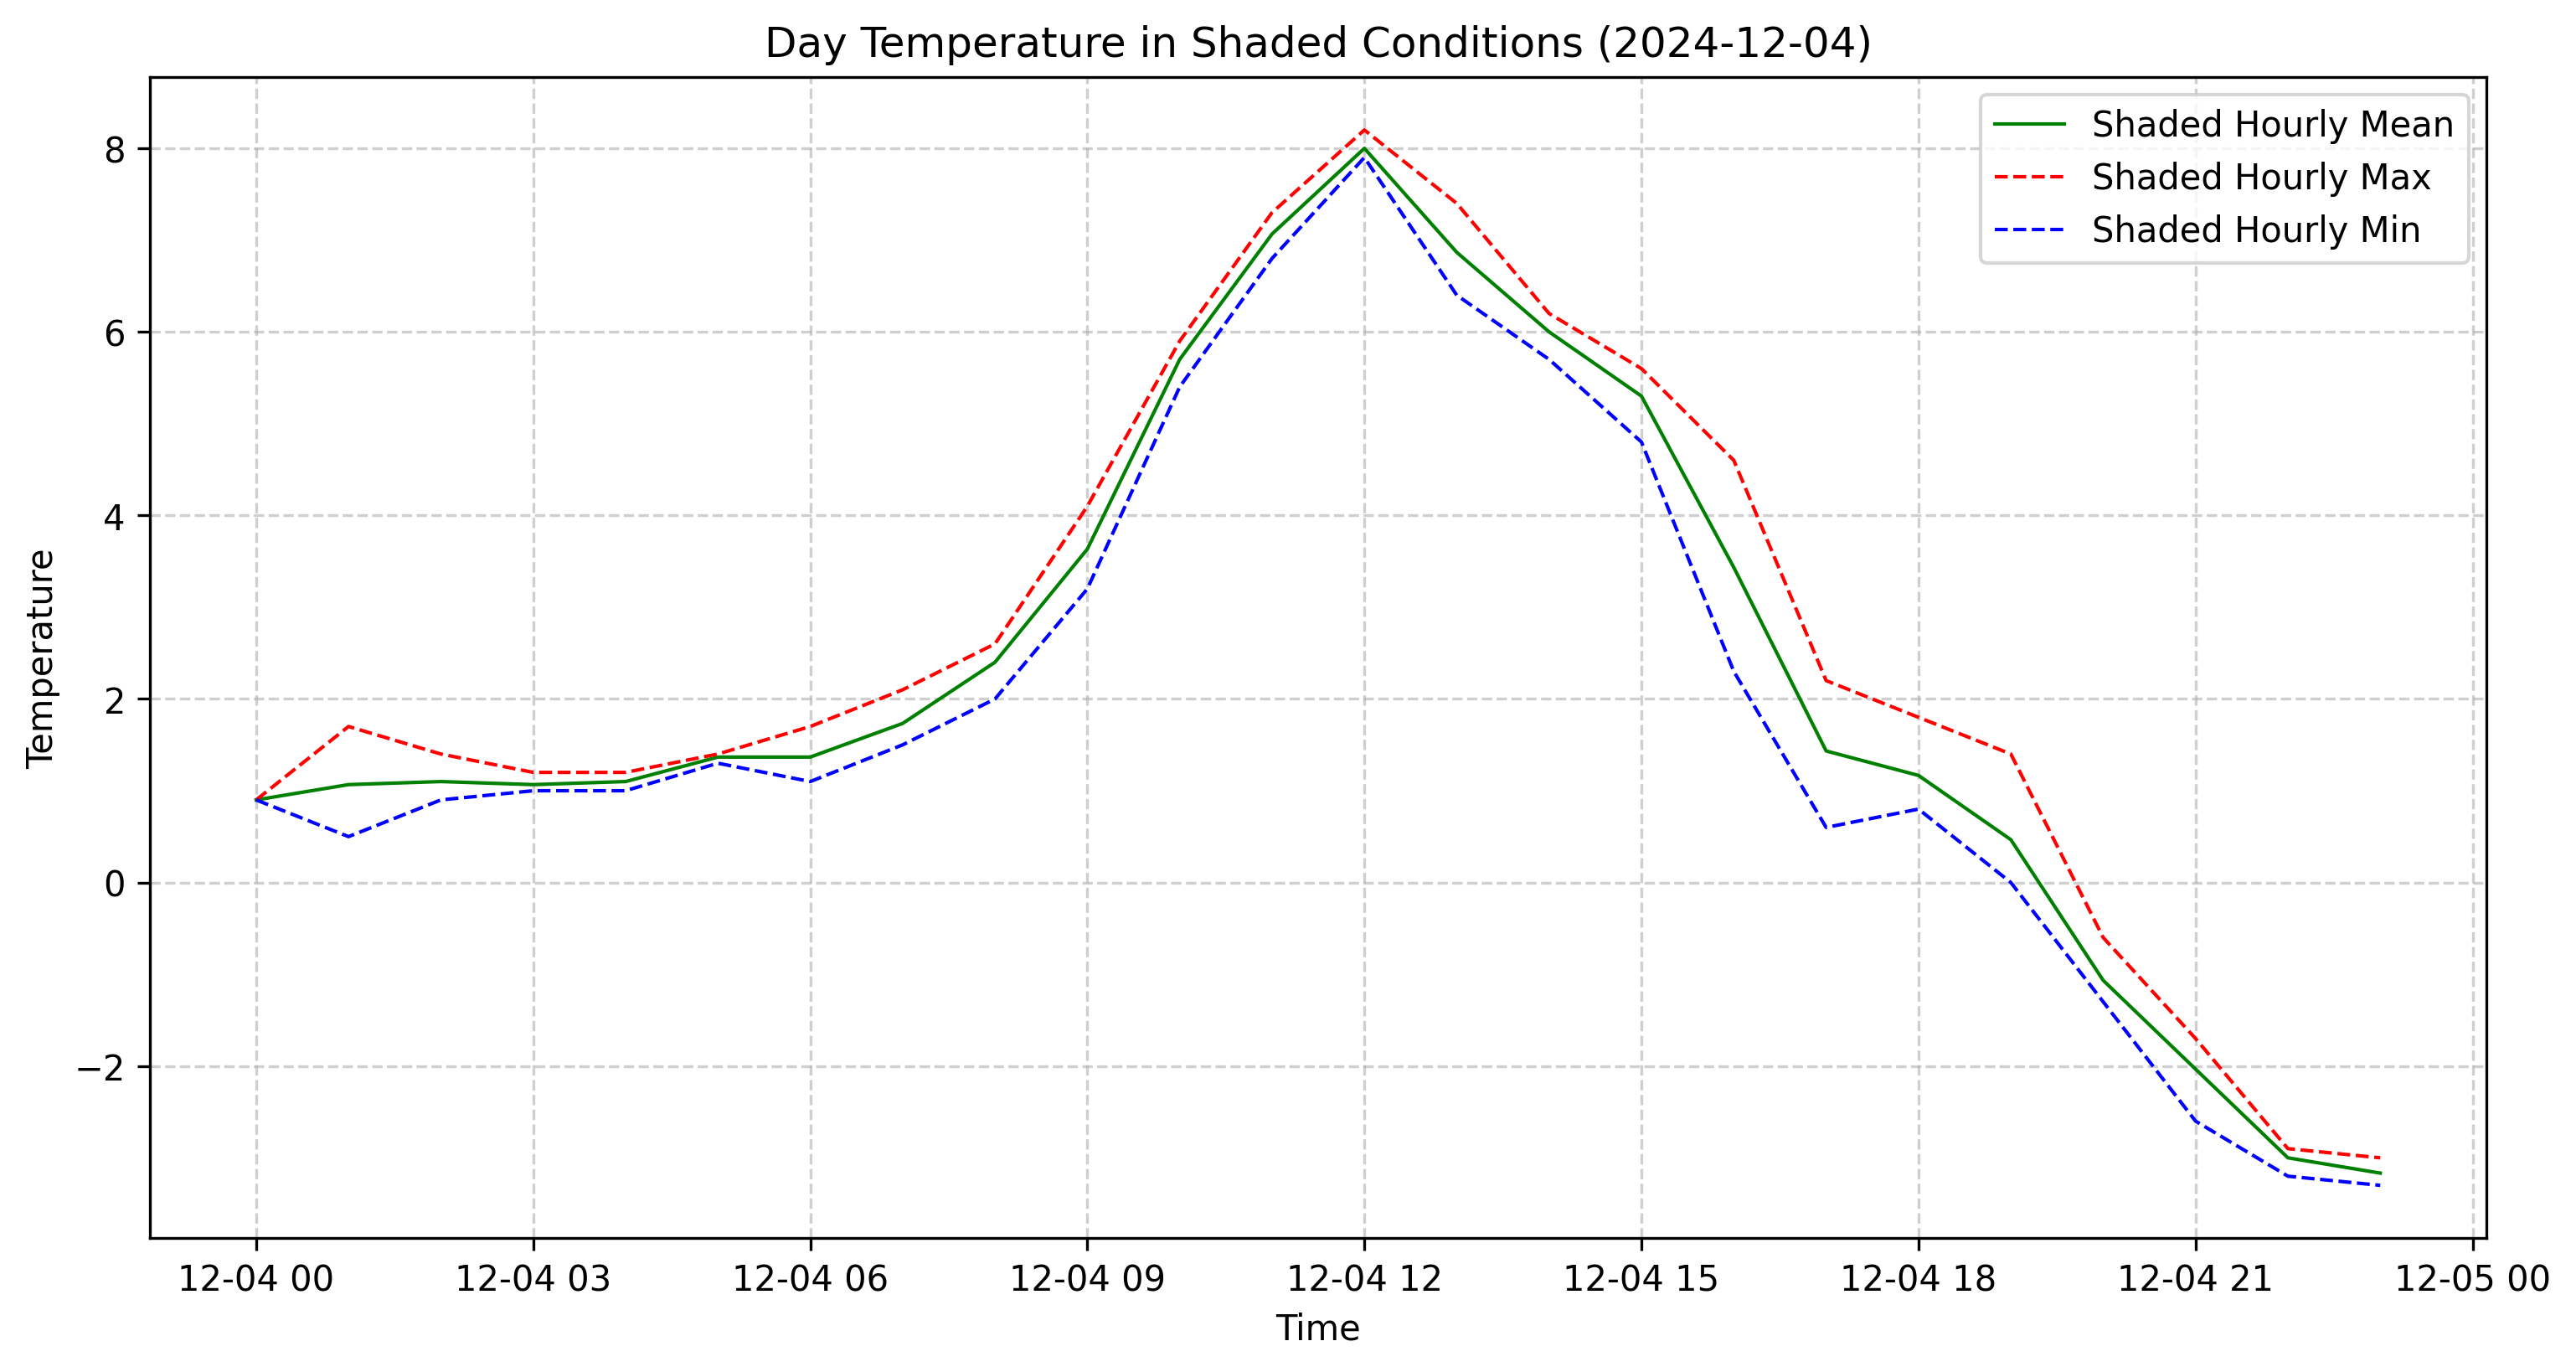 Day Temperature in Shaded Conditions (2024-12-04)
Shaded Hourly Mean
Shaded Hourly Max
Shaded Hourly Min
Temperature
8
6
4
2
0
−2
12-04 00 12-04 03 12-04 06 12-04 09 12-04 12 12-04 15 12-04 18 12-04 21 12-05 00
Time